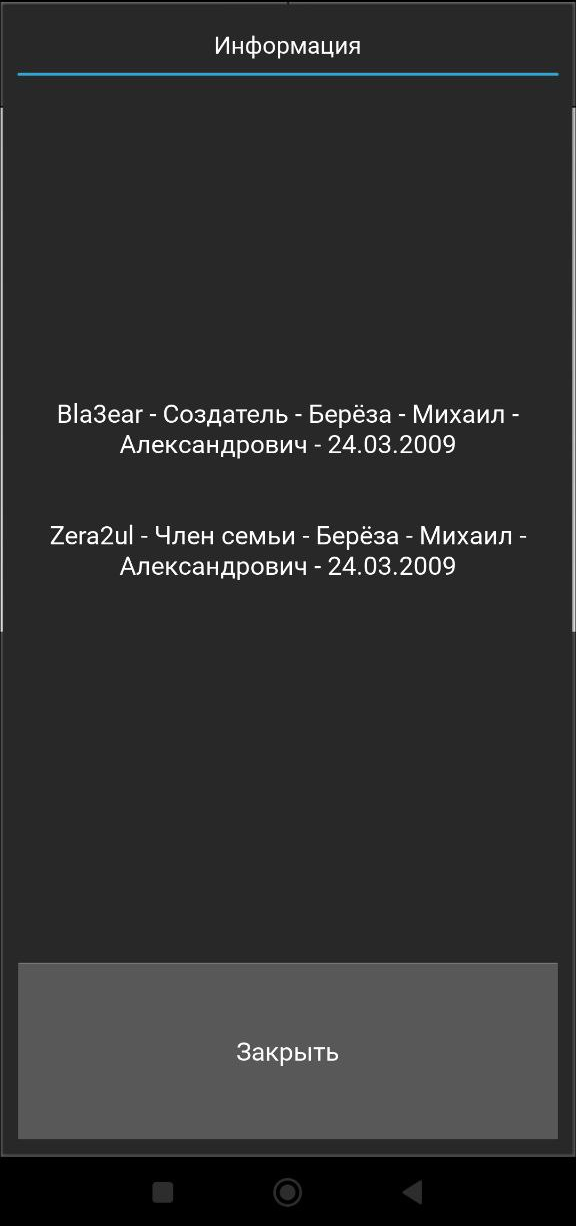 Информация
Bla3ear - Создатель - Берёза - Михаил -
Александрович - 24.03.2009
Zera2ul - Член семьи - Берёза - Михаил -
Александрович - 24.03.2009
Закрыть